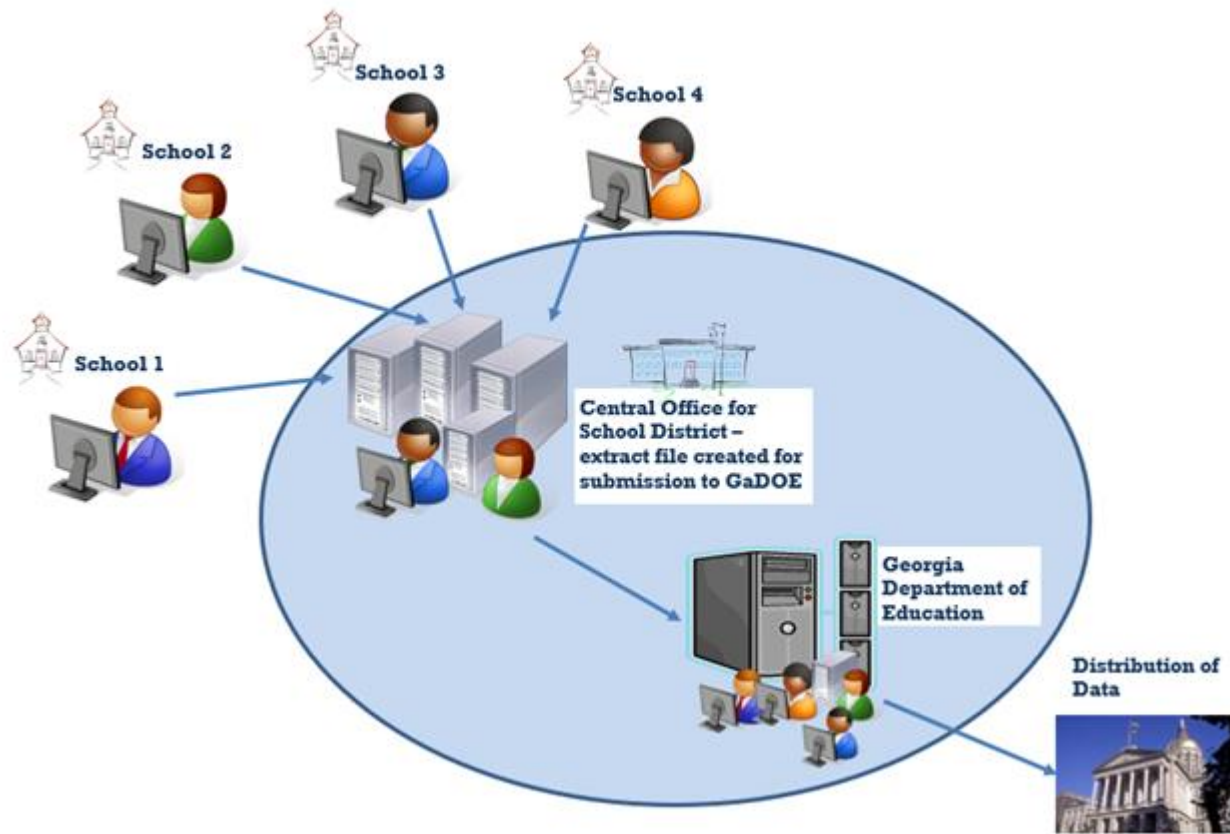 School 3
School 4
School 2
School 1
Central Office for
School District –
extract file created for
submission to GaDOE
Georgia
Department of
Education
Distribution of
Data